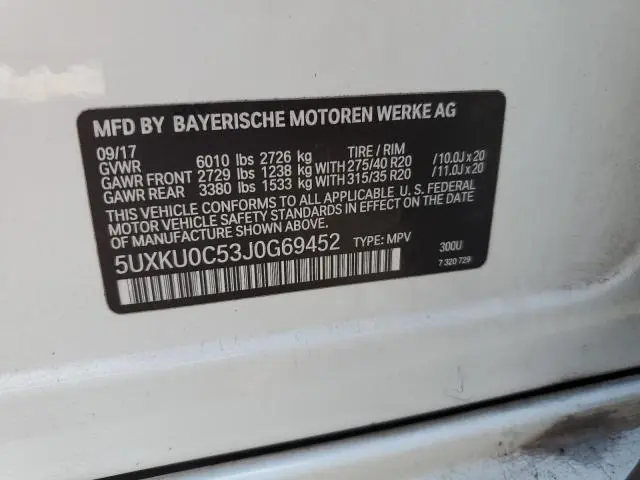 MFD BY BAYERISCHE MOTOREN WERKE AG
09/17 TIRE / RIM
GVWR 6010 lbs 2726 kg
GAWR FRONT 2729 lbs 1238 kg WITH 275/40 R20 /10.0J x 20
GAWR REAR 3380 lbs 1533 kg WITH 315/35 R20 /11.0J x 20
THIS VEHICLE CONFORMS TO ALL APPLICABLE U.S. FEDERAL
MOTOR VEHICLE SAFETY STANDARDS IN EFFECT ON THE
DATE OF MANUFACTURE SHOWN ABOVE.
5UXKU0C53J0G69452 TYPE: MPV 300U
7 320 729